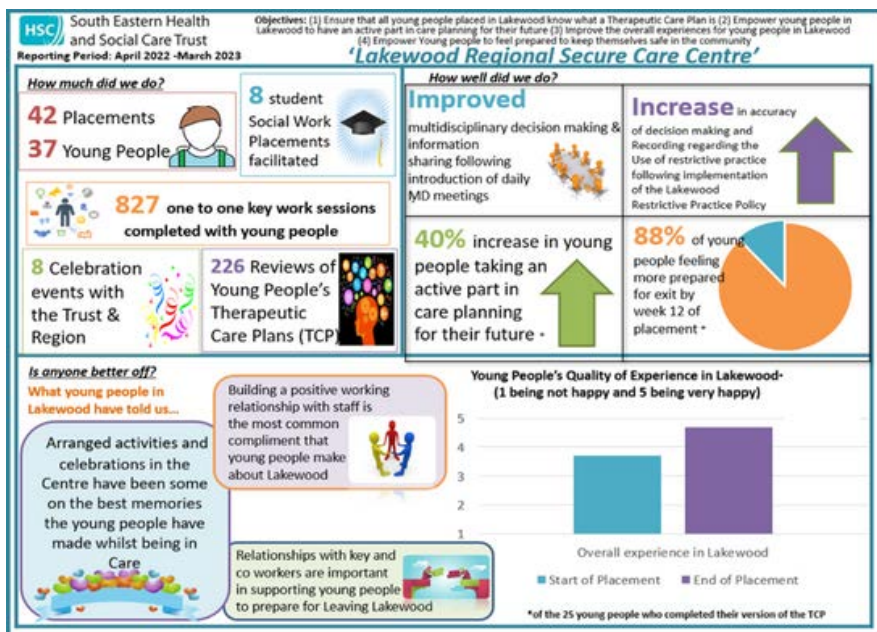 HSC
South Eastern Health
and Social Care Trust
Reporting Period: April 2022 -March 2023
Objectives: (1) Ensure that all young people placed in Lakewood know what a Therapeutic Care Plan is (2) Empower young people in
Lakewood to have an active part in care planning for their future (3) Improve the overall experiences for young people in Lakewood
(4) Empower Young people to feel prepared to keep themselves safe in the community
'Lakewood Regional Secure Care Centre'
How much did we do?
42 Placements
37 Young People
8 student
Social Work
Placements
facilitated
827 one to one key work sessions
completed with young people
8 Celebration
events with
the Trust &
Region
226 Reviews of
Young People's
Therapeutic
Care Plans (TCP)
How well did we do?
Improved
multidisciplinary decision making &
information
sharing following
introduction of daily
MD meetings
Increase in accuracy
of decision making and
Recording regarding the
Use of restrictive practice
following implementation
of the Lakewood
Restrictive Practice Policy
40% increase in young
people taking an
active part in
care planning
for their future *
88% of young
people feeling
more prepared
for exit by
week 12 of
placement *
Is anyone better off?
What young people in
Lakewood have told us...
Arranged activities and
celebrations in the
Centre have been some
on the best memories
the young people have
made whilst being in
Care
Building a positive working
relationship with staff is
the most common
compliment that
young people make
about Lakewood
Relationships with key and
co workers are important
in supporting young people
to prepare for Leaving Lakewood
Young People's Quality of Experience in Lakewood*
(1 being not happy and 5 being very happy)
5
4
3
2
1
Overall experience in Lakewood
Start of Placement End of Placement
*of the 25 young people who completed their version of the TCP